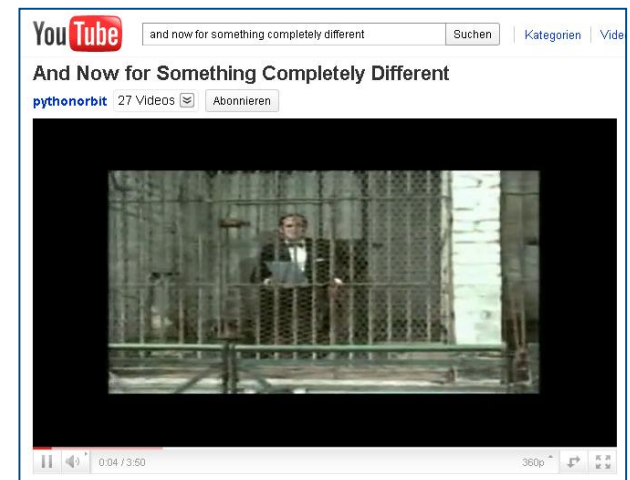 YouTube and now for something completely different Suchen Kategorien Vide
And Now for Something Completely Different
pythonorbit 27 Videos Abonnieren
0:04 / 3:50 360p